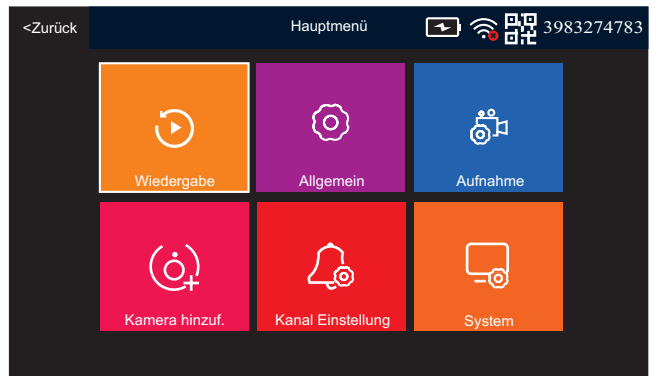 <Zurück
Hauptmenü
3983274783
Wiedergabe
Allgemein
Aufnahme
Kamera hinzuf.
Kanal Einstellung
System